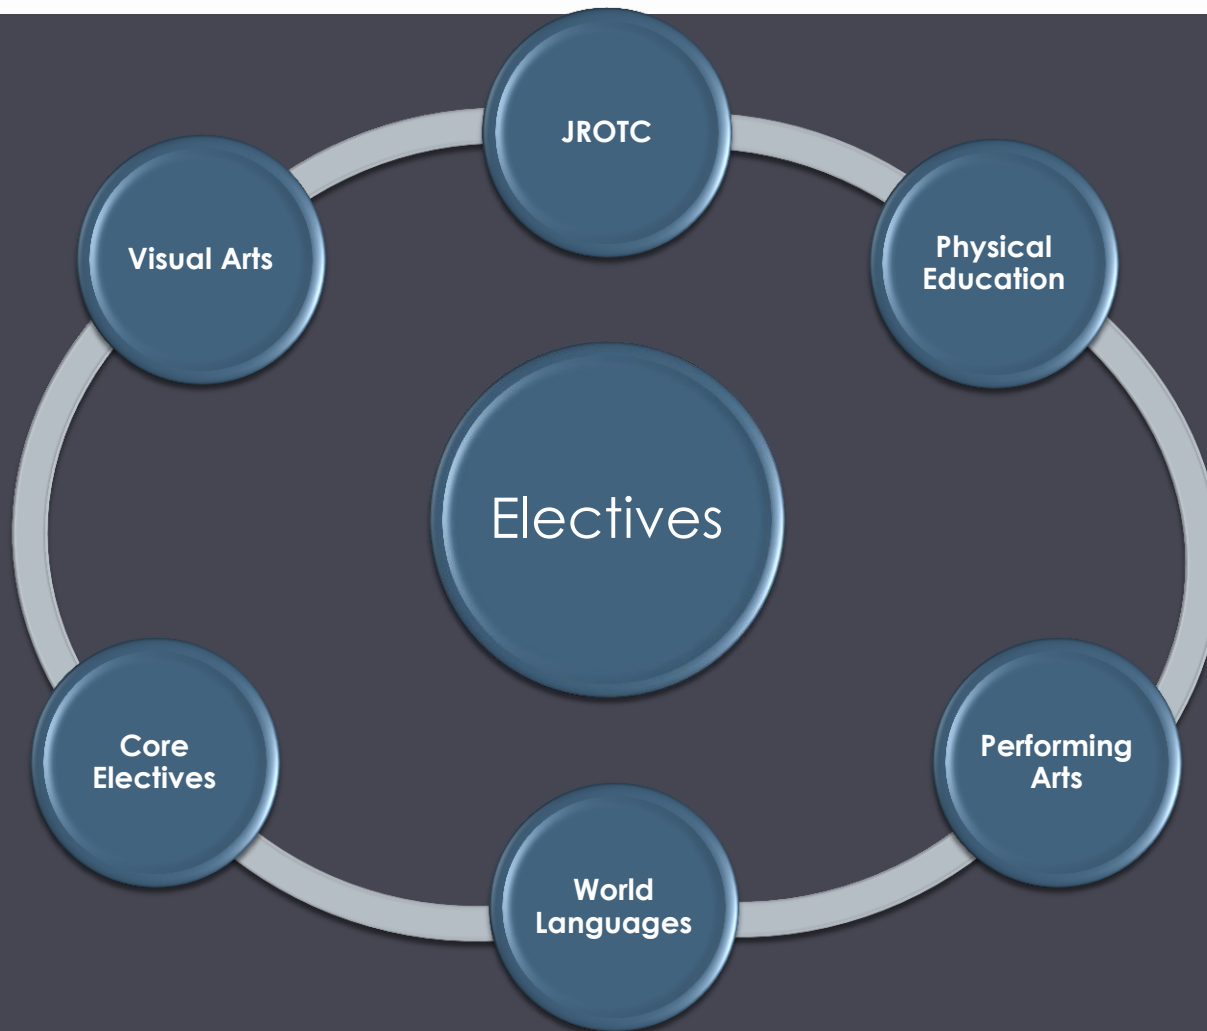 JROTC
Visual Arts
Physical
Education
Electives
Core
Electives
Performing
Arts
World
Languages